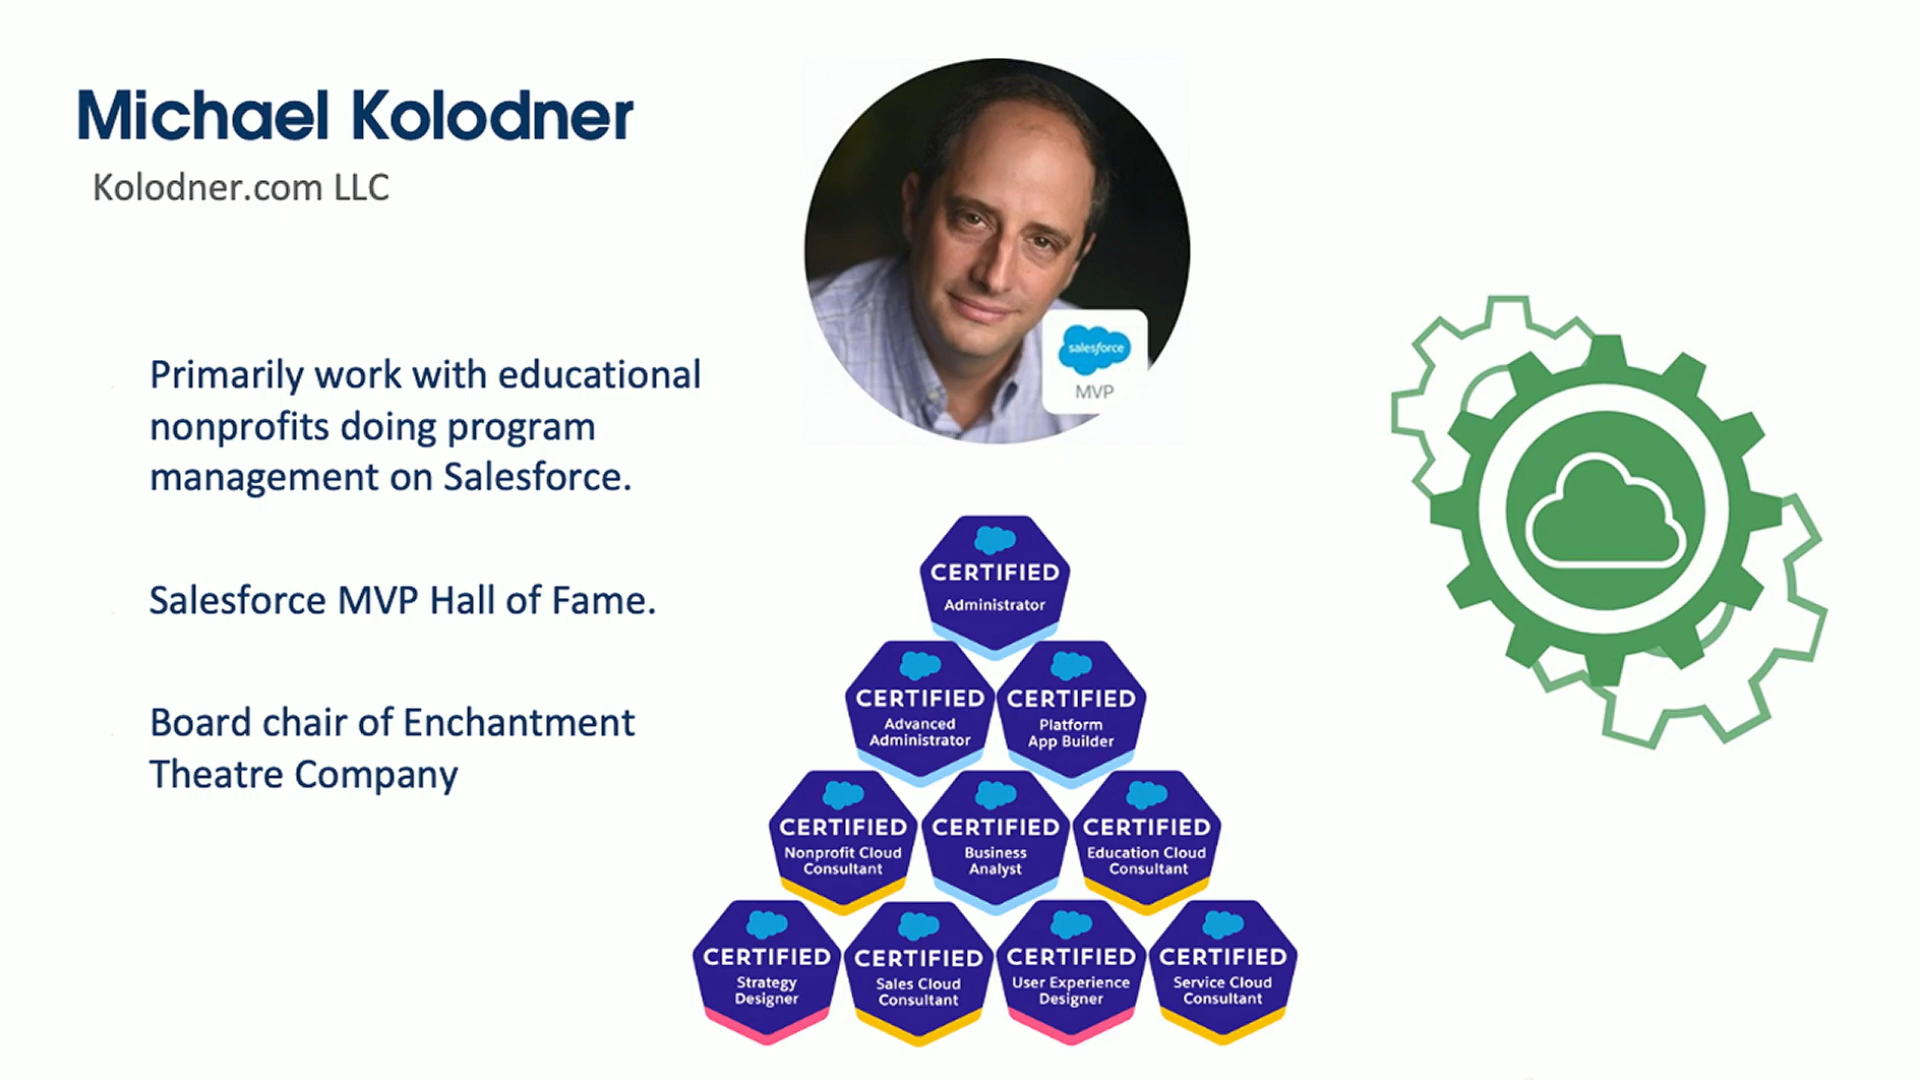 Michael Kolodner
Kolodner.com LLC
Primarily work with educational
nonprofits doing program
management on Salesforce.
Salesforce MVP Hall of Fame.
Board chair of Enchantment
Theatre Company
salesforce
MVP
CERTIFIED
Administrator
CERTIFIED
Advanced
Administrator
CERTIFIED
Platform
App Builder
CERTIFIED
Nonprofit Cloud
Consultant
CERTIFIED
Business
Analyst
CERTIFIED
Education Cloud
Consultant
CERTIFIED
Strategy
Designer
CERTIFIED
Sales Cloud
Consultant
CERTIFIED
User Experience
Designer
CERTIFIED
Service Cloud
Consultant